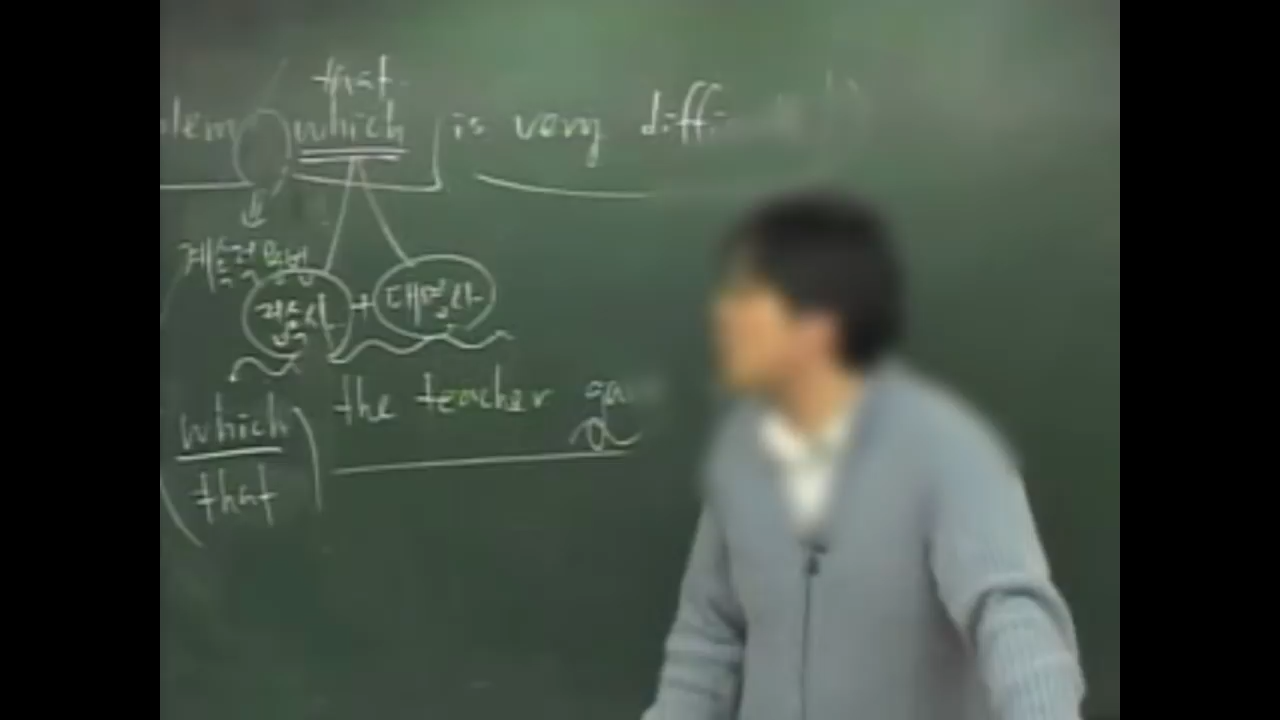 that
which is very diffi
계속적 용법
접속사 + 대명사
which the teacher ga
that